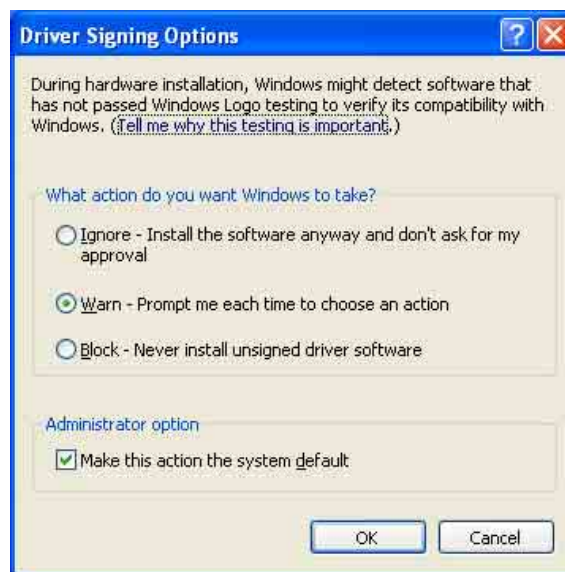 Driver Signing Options
During hardware installation, Windows might detect software that
has not passed Windows Logo testing to verify its compatibility with
Windows. (Tell me why this testing is important.)
What action do you want Windows to take?
Ignore - Install the software anyway and don't ask for my
approval
Warn - Prompt me each time to choose an action
Block - Never install unsigned driver software
Administrator option
Make this action the system default
OK
Cancel